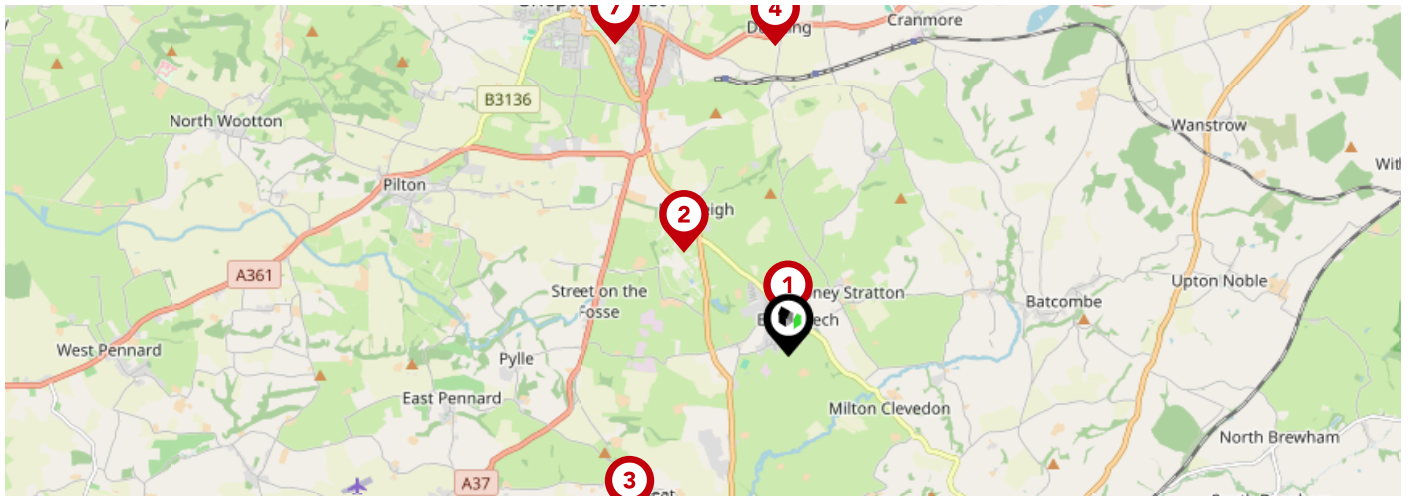 7
4
Cranmore
B3136
North Wootton
Wanstrow
Pilton
2
A361
Upton Noble
1
Street on the
Fosse
Batcombe
West Pennard
Pylle
East Pennard
Milton Clevedon
North Brewham
A37
3